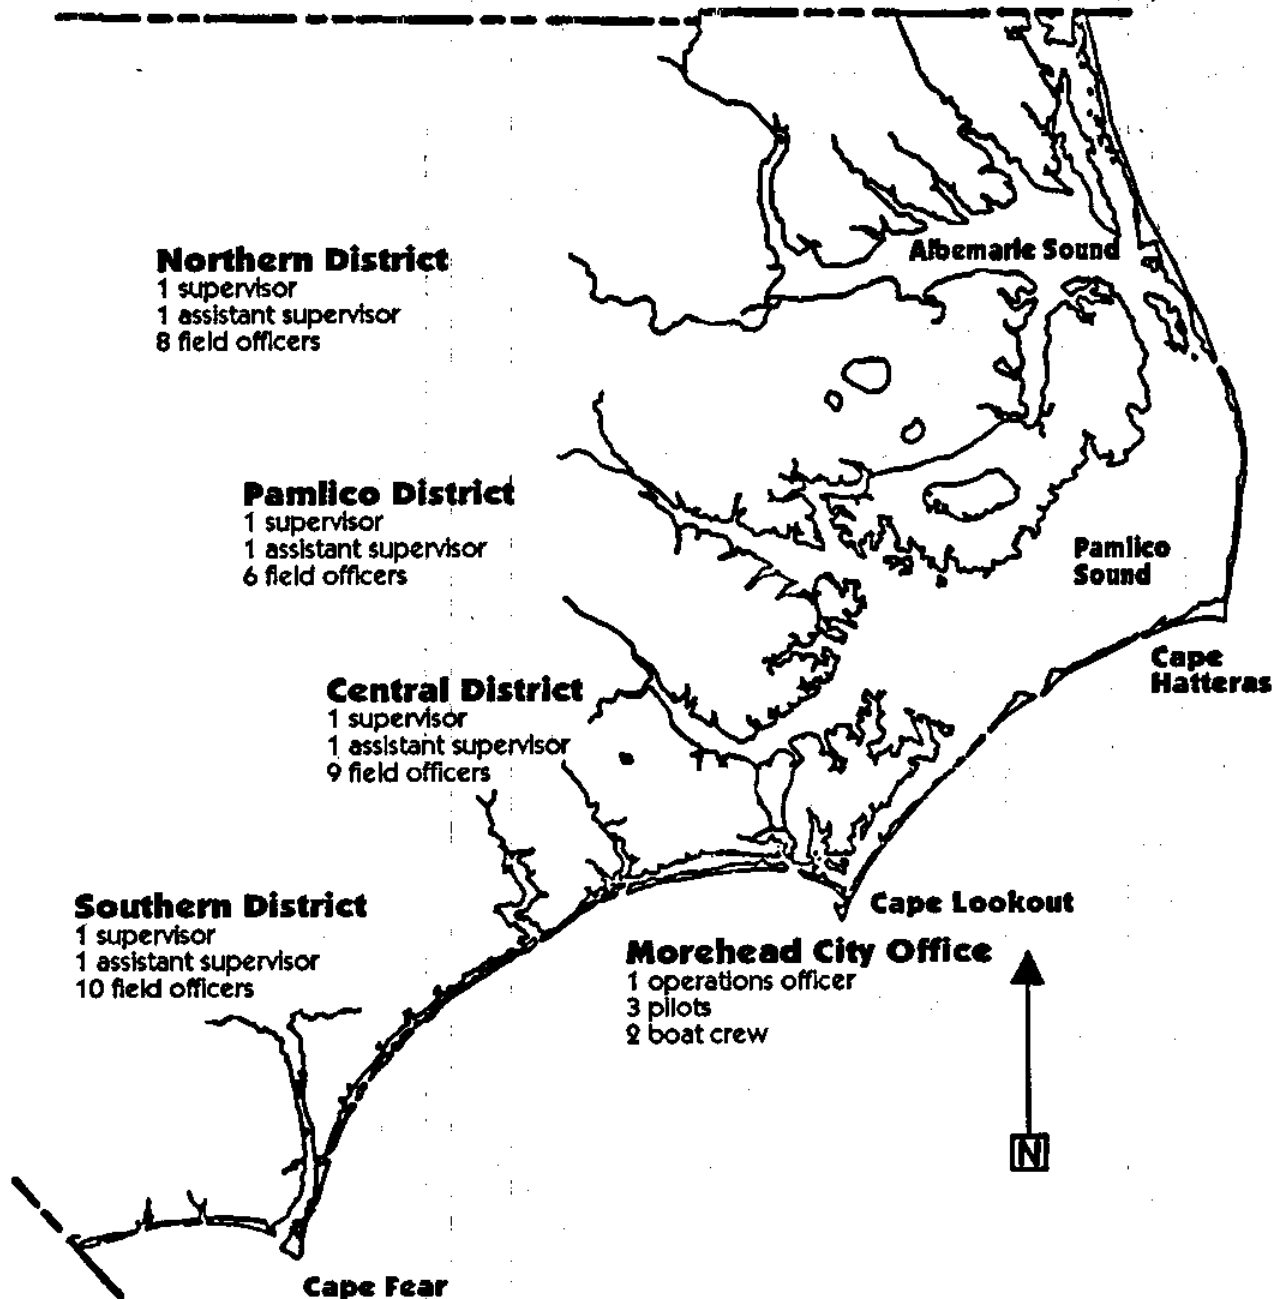 Albemarle Sound
Northern District
1 supervisor
1 assistant supervisor
8 field officers
Pamlico District
1 supervisor
1 assistant supervisor
6 field officers
Pamlico
Sound
Cape
Hatteras
Central District
1 supervisor
1 assistant supervisor
9 field officers
Cape Lookout
Southern District
1 supervisor
1 assistant supervisor
10 field officers
Morehead City Office
1 operations officer
3 pilots
2 boat crew
N
Cape Fear